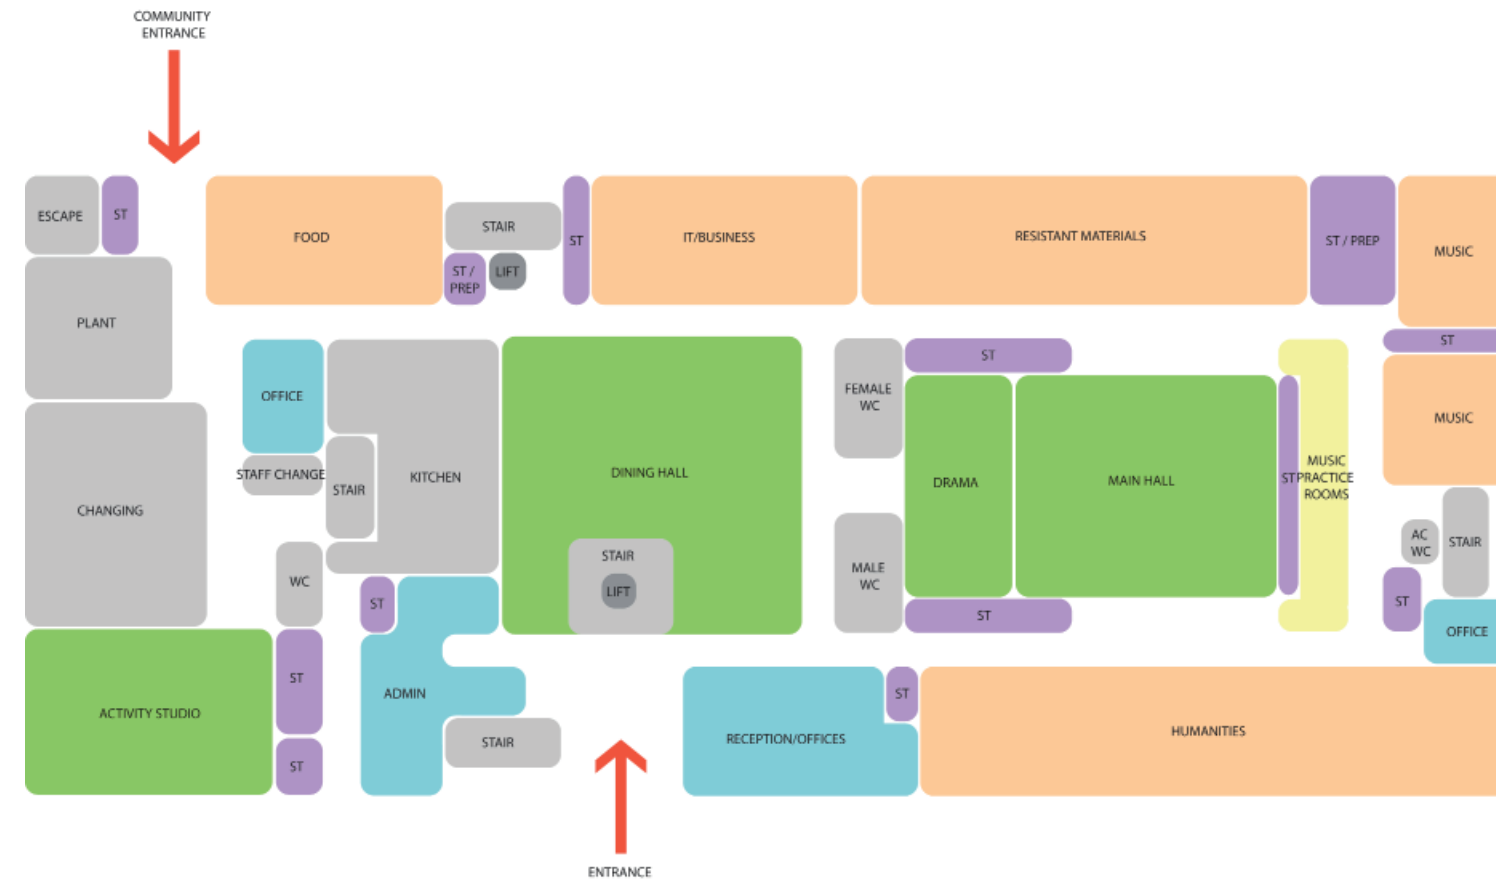 COMMUNITY
ENTRANCE
ESCAPE
ST
FOOD
STAIR
ST /
PREP
LIFT
ST
IT/BUSINESS
RESISTANT MATERIALS
ST / PREP
MUSIC
PLANT
OFFICE
STAFF CHANGE
STAIR
KITCHEN
DINING HALL
STAIR
LIFT
FEMALE
WC
ST
DRAMA
MAIN HALL
ST
MUSIC
PRACTICE
ROOMS
ST
MUSIC
CHANGING
WC
ST
MALE
WC
ST
AC
WC
STAIR
ST
OFFICE
ACTIVITY STUDIO
ST
ST
ADMIN
STAIR
RECEPTION/OFFICES
ST
HUMANITIES
ENTRANCE